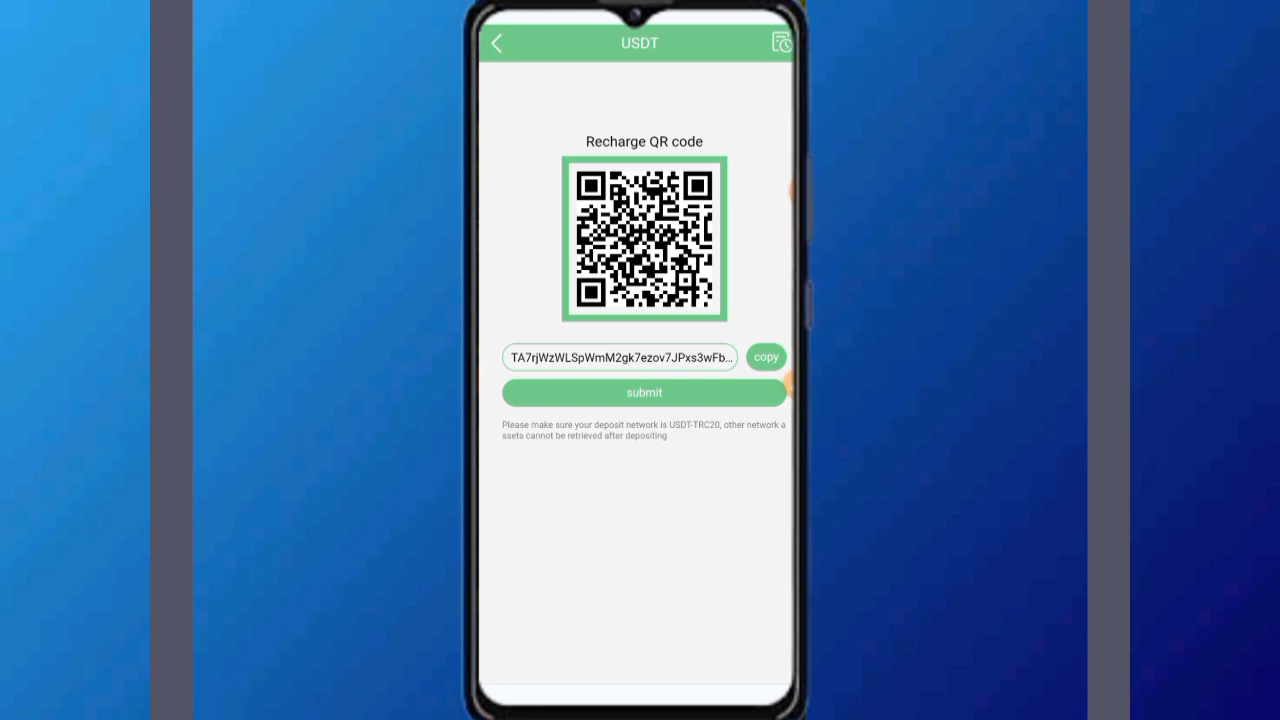 USDT
Recharge QR code
TA7rjWzWLSpWmM2gk7ezov7JPxs3wFb...
copy
submit
Please make sure your deposit network is USDT-TRC20, other network a
ssets cannot be retrieved after depositing